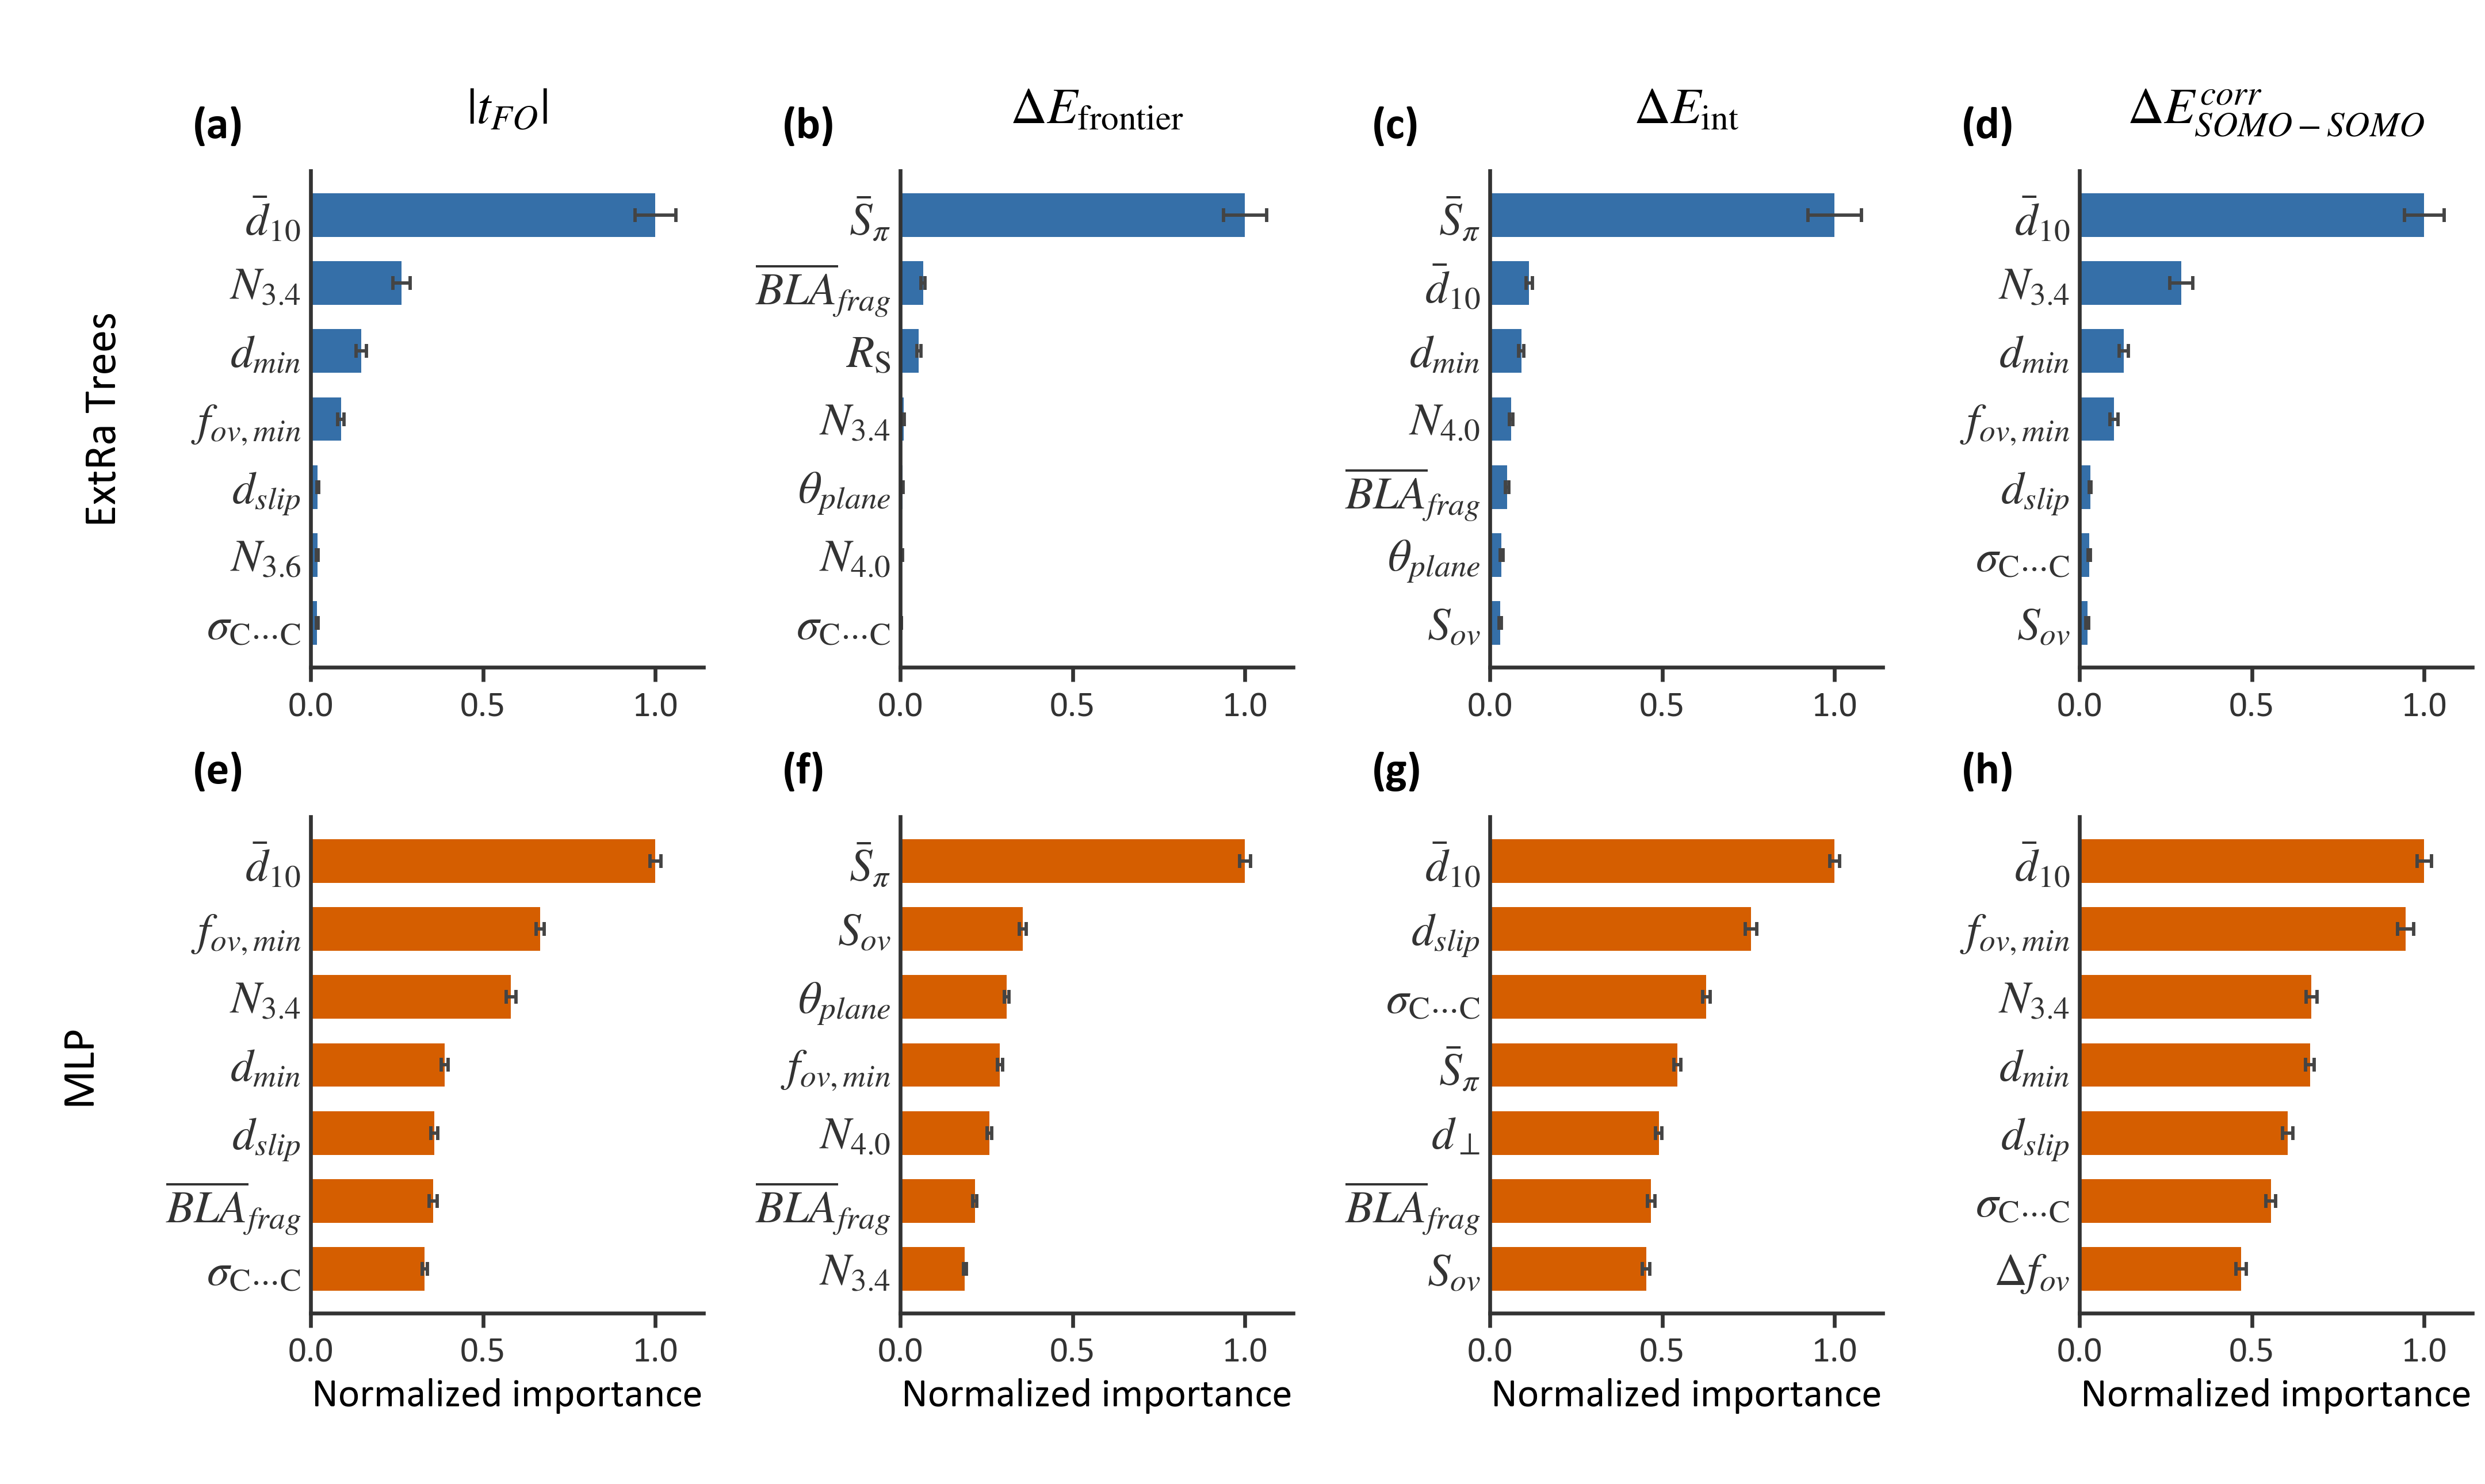 (a) |t_FO|
d̄_10
N_3.4
d_min
f_ov,min
d_slip
N_3.6
σ_C···C
0.0 0.5 1.0
(b) ΔE_frontier
S̄_π
B̅L̅A̅_frag
R_S
N_3.4
θ_plane
N_4.0
σ_C···C
0.0 0.5 1.0
(c) ΔE_int
S̄_π
d̄_10
d_min
N_4.0
B̅L̅A̅_frag
θ_plane
S_ov
0.0 0.5 1.0
(d) ΔE^corr_SOMO−SOMO
d̄_10
N_3.4
d_min
f_ov,min
d_slip
σ_C···C
S_ov
0.0 0.5 1.0
ExtRa Trees
(e)
d̄_10
f_ov,min
N_3.4
d_min
d_slip
B̅L̅A̅_frag
σ_C···C
0.0 0.5 1.0
Normalized importance
(f)
S̄_π
S_ov
θ_plane
f_ov,min
N_4.0
B̅L̅A̅_frag
N_3.4
0.0 0.5 1.0
Normalized importance
(g)
d̄_10
d_slip
σ_C···C
S̄_π
d_⊥
B̅L̅A̅_frag
S_ov
0.0 0.5 1.0
Normalized importance
(h)
d̄_10
f_ov,min
N_3.4
d_min
d_slip
σ_C···C
Δf_ov
0.0 0.5 1.0
Normalized importance
MLP